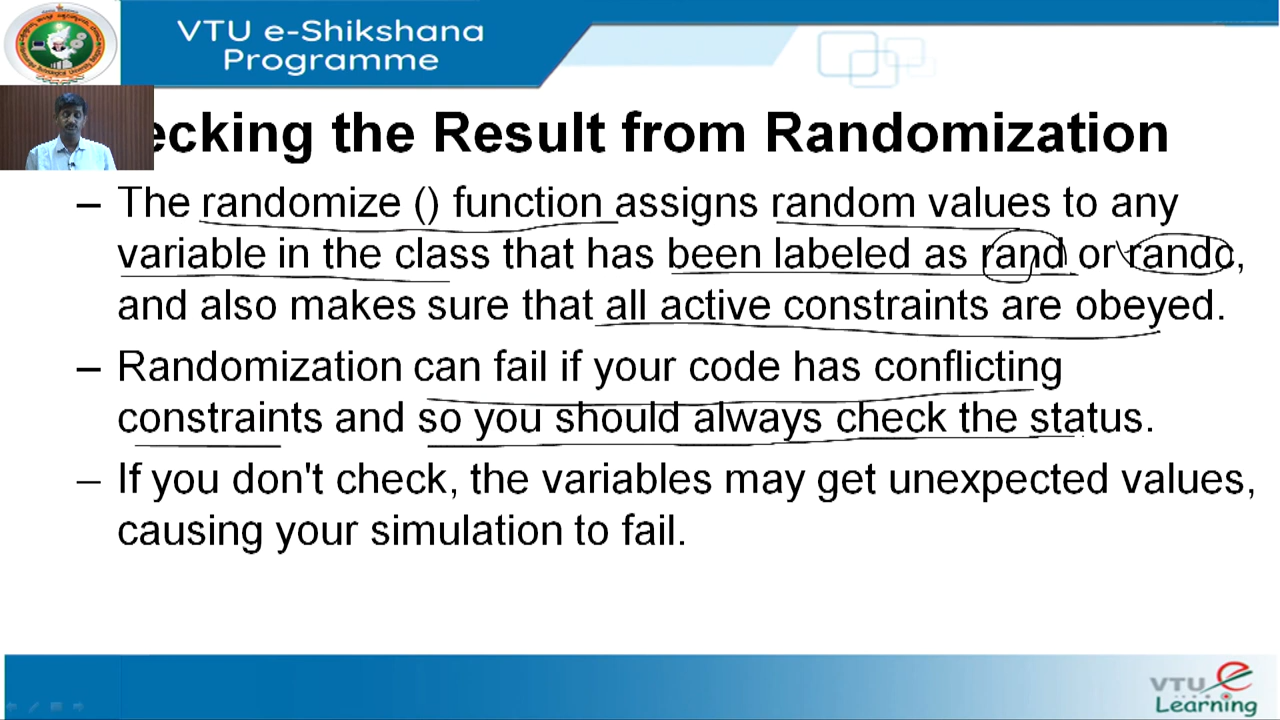 VTU e-Shikshana
Programme
ecking the Result from Randomization
– The randomize () function assigns random values to any
variable in the class that has been labeled as rand or randc,
and also makes sure that all active constraints are obeyed.
– Randomization can fail if your code has conflicting
constraints and so you should always check the status.
– If you don't check, the variables may get unexpected values,
causing your simulation to fail.
VTU e
Learning